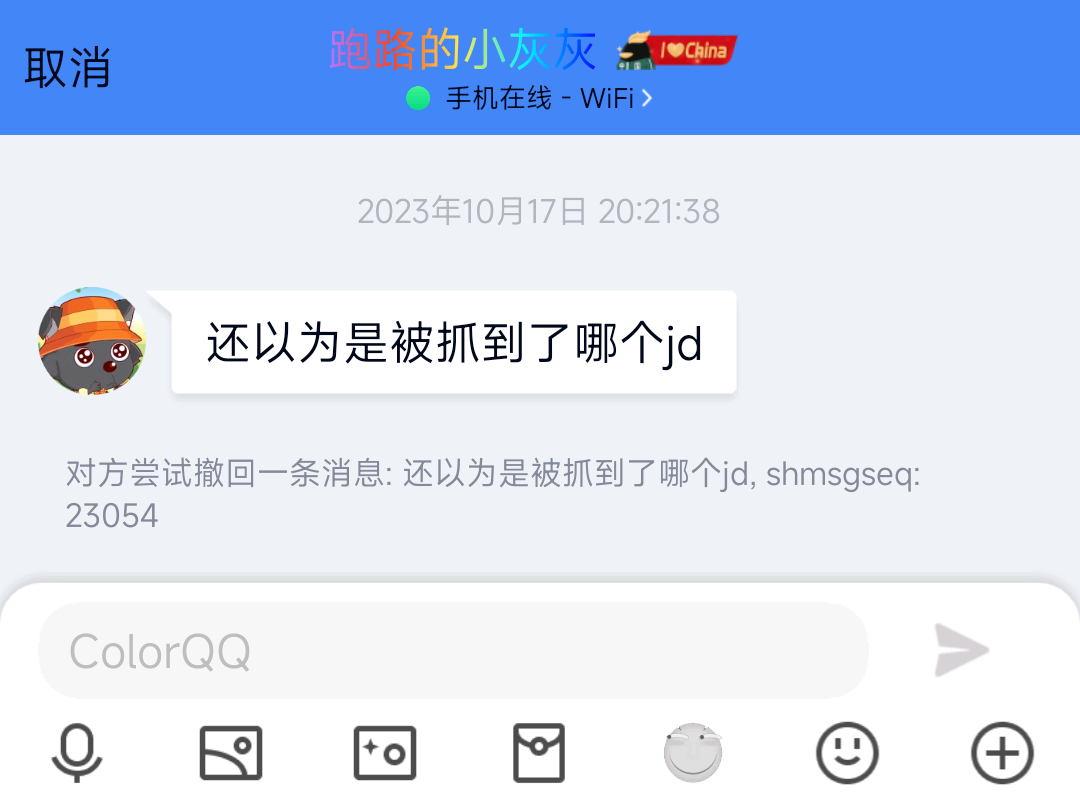 取消
跑路的小灰灰
I❤China
手机在线 - WiFi >
2023年10月17日 20:21:38
还以为是被抓到了哪个jd
对方尝试撤回一条消息: 还以为是被抓到了哪个jd, shmsgseq:
23054
ColorQQ